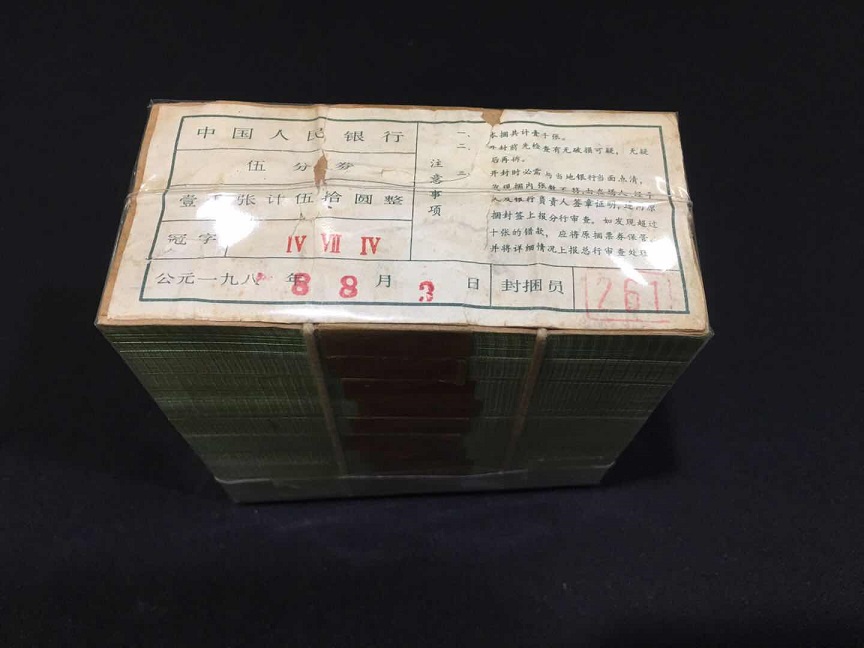 中国人民银行
伍分券
壹千张计伍拾圆整
冠字 IV VII IV
公元一九八 年 8 8 月 3 日 封捆员 261
注意事项
一、本捆共计壹千张。
二、开封前先检查有无破损可疑，无疑
后再拆。
三、开封时必需与当地银行当面点清，
发现捆内张数不符，
人及银行负责人签章证明，连同原
捆封签上报分行审查。如发现超过
十张的错款，应将原捆票券保管，
并将详细情况上报总行审查处理